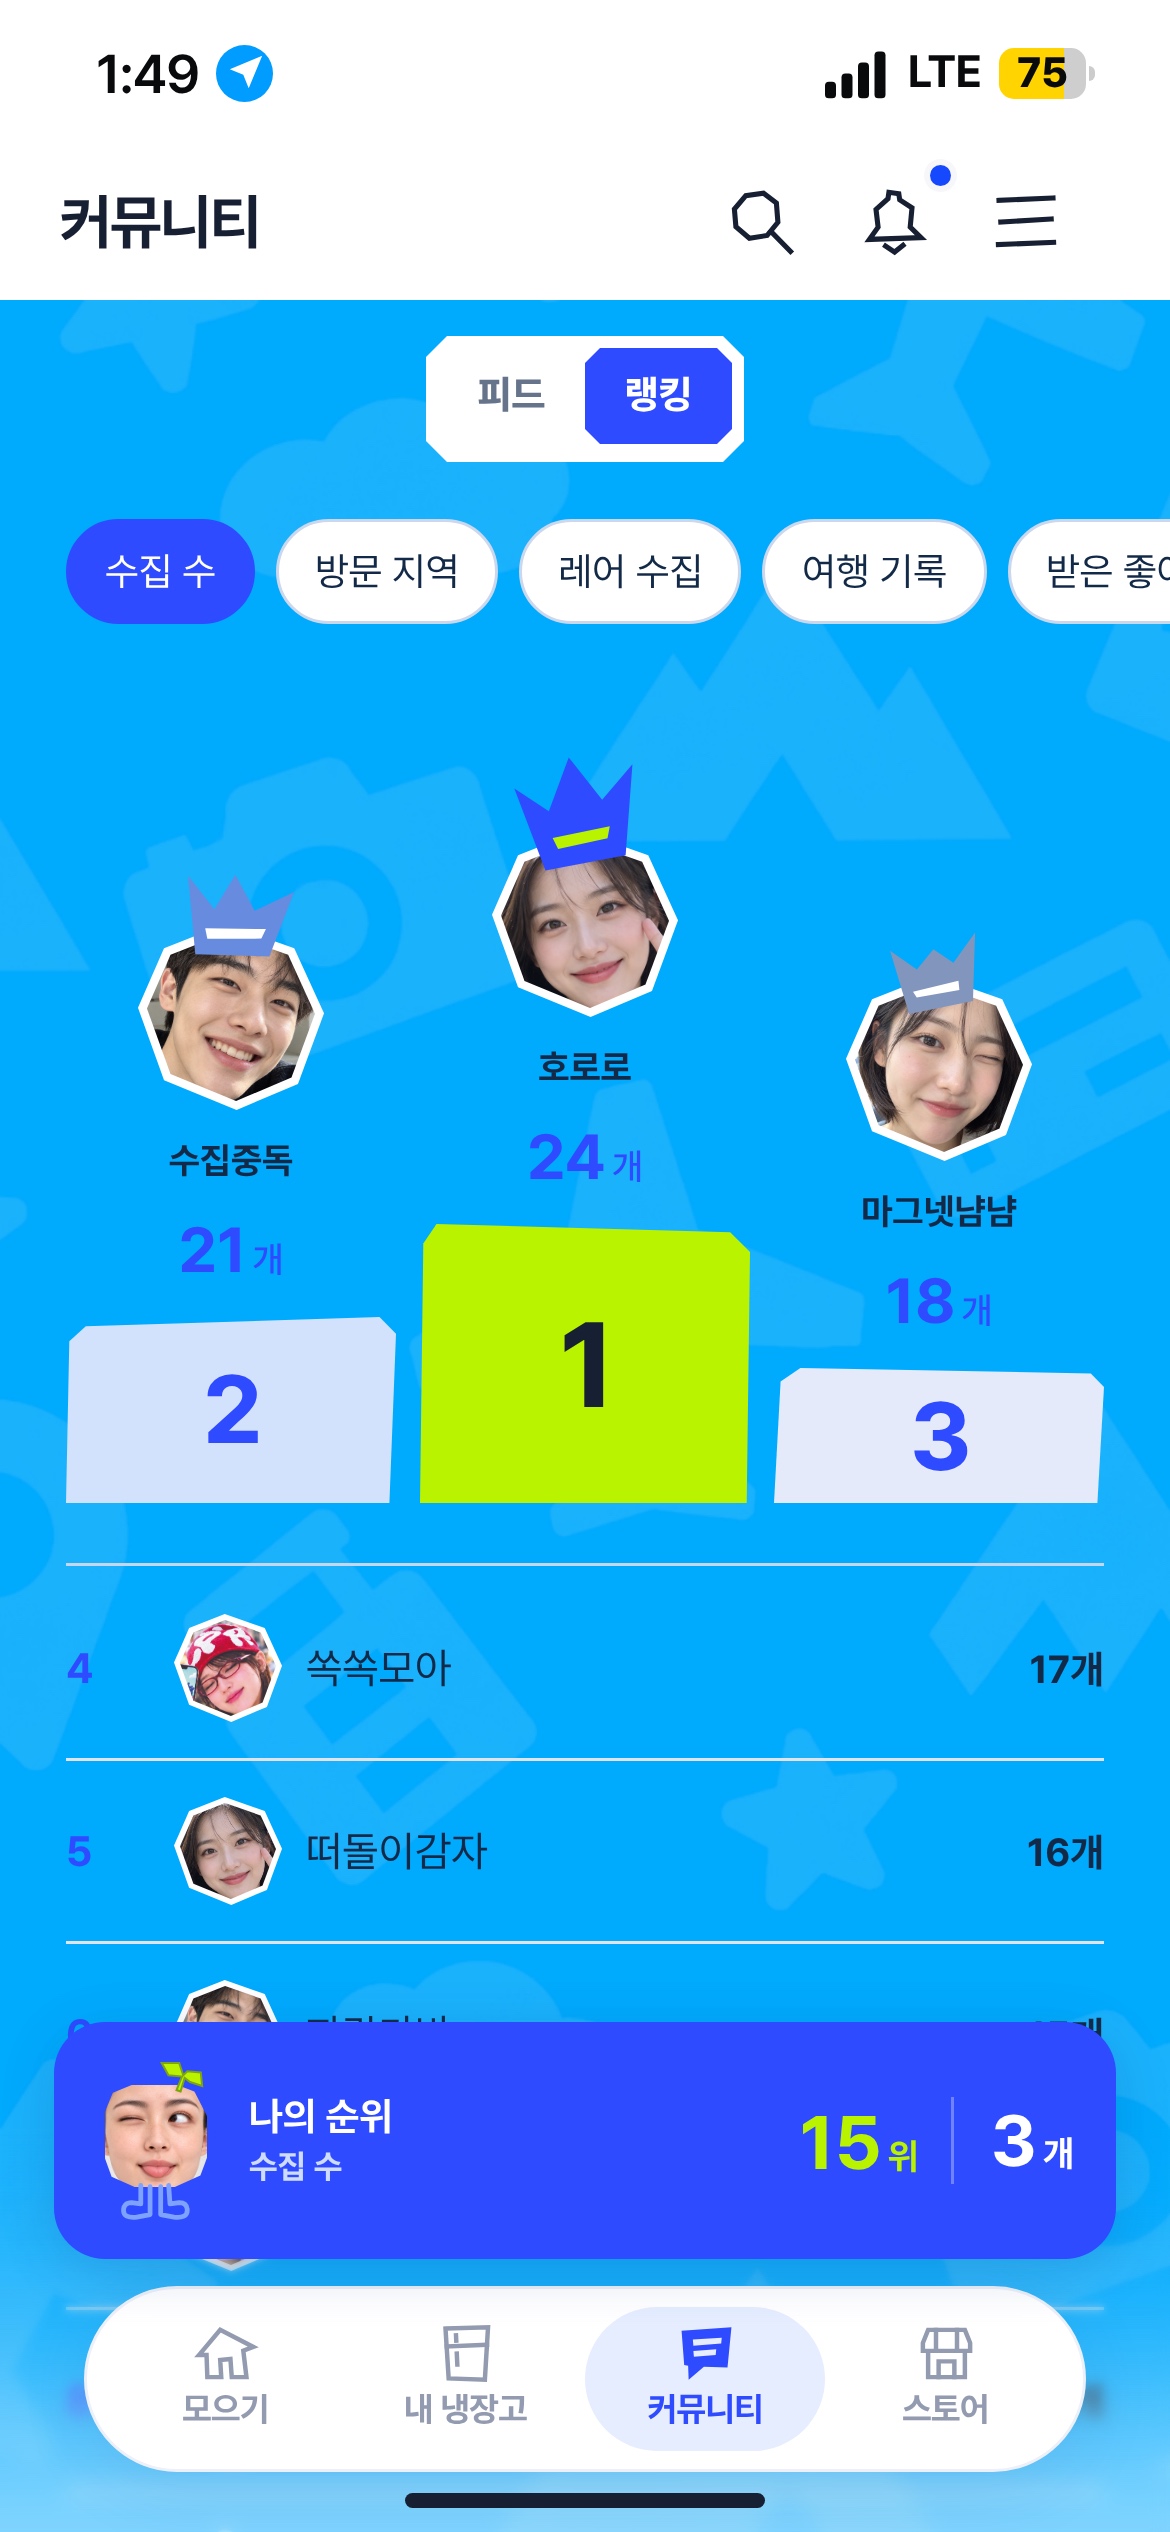 1:49 LTE 75
커뮤니티
피드 랭킹
수집 수 방문 지역 레어 수집 여행 기록 받은
호로로
24개
수집중독
21개
마그넷냠냠
18개
1
2
3
4 쏙쏙모아 17개
5 떠돌이감자 16개
나의 순위
수집 수
15위 3개
모으기 내 냉장고 커뮤니티 스토어